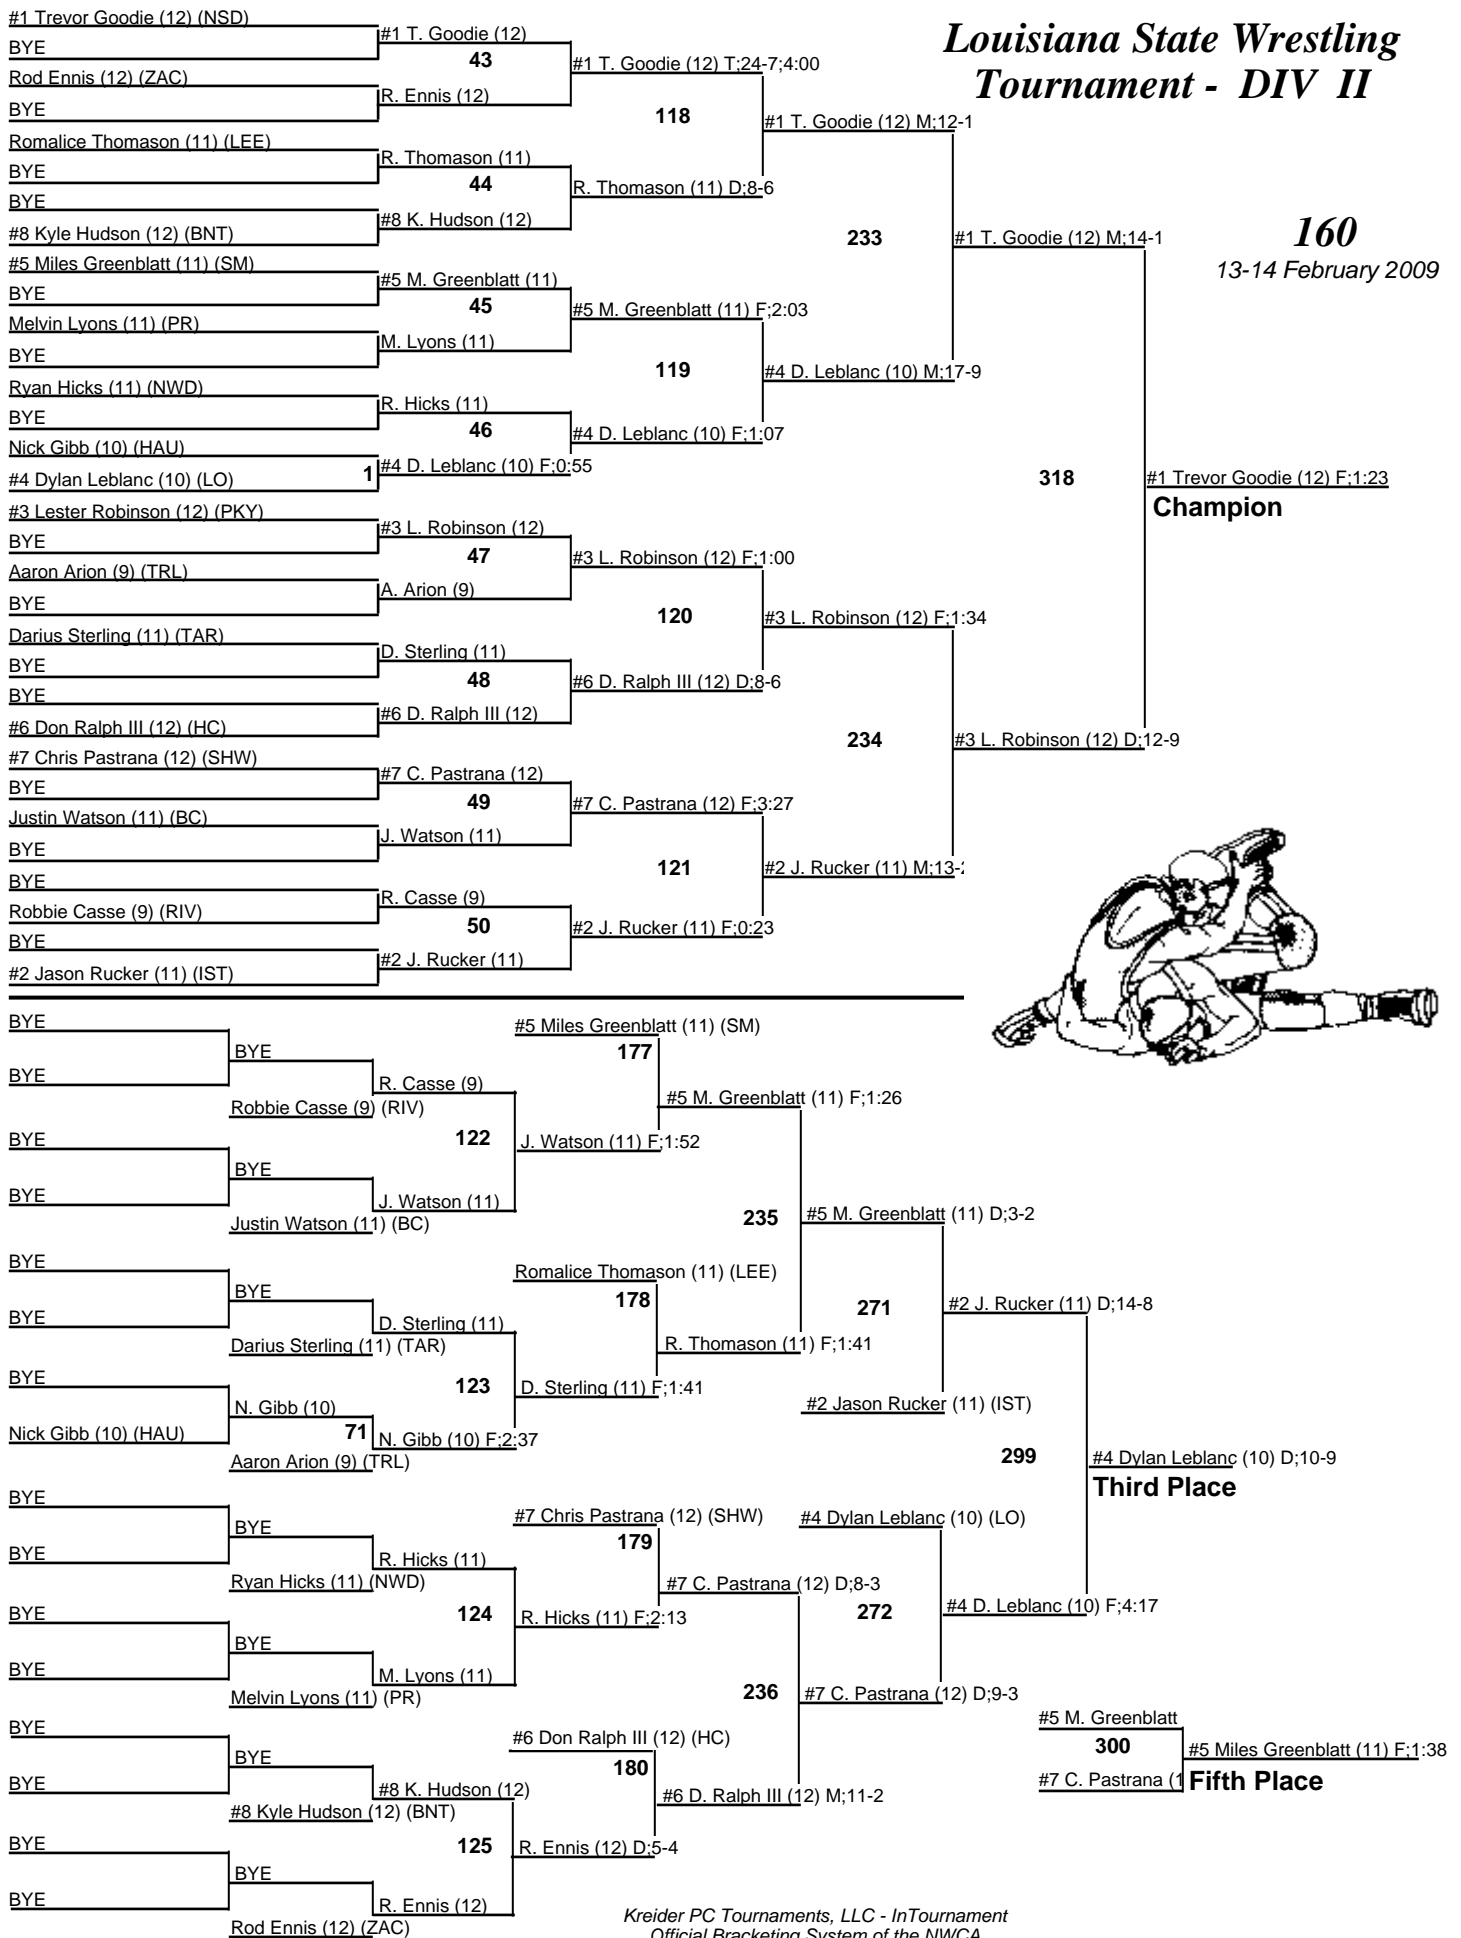 Louisiana State Wrestling
Tournament - DIV II
160
13-14 February 2009
#1 Trevor Goodie (12) (NSD)
BYE
Rod Ennis (12) (ZAC)
BYE
Romalice Thomason (11) (LEE)
BYE
BYE
#8 Kyle Hudson (12) (BNT)
#5 Miles Greenblatt (11) (SM)
BYE
Melvin Lyons (11) (PR)
BYE
Ryan Hicks (11) (NWD)
BYE
Nick Gibb (10) (HAU)
#4 Dylan Leblanc (10) (LO)
1
#3 Lester Robinson (12) (PKY)
BYE
Aaron Arion (9) (TRL)
BYE
Darius Sterling (11) (TAR)
BYE
BYE
#6 Don Ralph III (12) (HC)
#7 Chris Pastrana (12) (SHW)
BYE
Justin Watson (11) (BC)
BYE
BYE
Robbie Casse (9) (RIV)
BYE
#2 Jason Rucker (11) (IST)
#1 T. Goodie (12)
43
R. Ennis (12)
R. Thomason (11)
44
#8 K. Hudson (12)
#5 M. Greenblatt (11)
45
M. Lyons (11)
R. Hicks (11)
46
#4 D. Leblanc (10) F;0:55
#3 L. Robinson (12)
47
A. Arion (9)
D. Sterling (11)
48
#6 D. Ralph III (12)
#7 C. Pastrana (12)
49
J. Watson (11)
R. Casse (9)
50
#2 J. Rucker (11)
#1 T. Goodie (12) T;24-7;4:00
118
R. Thomason (11) D;8-6
#5 M. Greenblatt (11) F;2:03
119
#4 D. Leblanc (10) F;1:07
#3 L. Robinson (12) F;1:00
120
#6 D. Ralph III (12) D;8-6
#7 C. Pastrana (12) F;3:27
121
#2 J. Rucker (11) F;0:23
#1 T. Goodie (12) M;12-1
233
#4 D. Leblanc (10) M;17-9
#3 L. Robinson (12) F;1:34
234
#2 J. Rucker (11) M;13-
#1 T. Goodie (12) M;14-1
318
#3 L. Robinson (12) D;12-9
#1 Trevor Goodie (12) F;1:23
Champion
BYE
BYE
BYE
BYE
BYE
BYE
BYE
Nick Gibb (10) (HAU)
BYE
BYE
BYE
BYE
BYE
BYE
BYE
BYE
BYE
Robbie Casse (9) (RIV)
BYE
Justin Watson (11) (BC)
BYE
Darius Sterling (11) (TAR)
N. Gibb (10)
71
Aaron Arion (9) (TRL)
BYE
Ryan Hicks (11) (NWD)
BYE
Melvin Lyons (11) (PR)
BYE
#8 Kyle Hudson (12) (BNT)
BYE
Rod Ennis (12) (ZAC)
R. Casse (9)
122
J. Watson (11)
D. Sterling (11)
123
N. Gibb (10) F;2:37
R. Hicks (11)
124
M. Lyons (11)
#8 K. Hudson (12)
125
R. Ennis (12)
#5 Miles Greenblatt (11) (SM)
177
J. Watson (11) F;1:52
Romalice Thomason (11) (LEE)
178
D. Sterling (11) F;1:41
#7 Chris Pastrana (12) (SHW)
179
R. Hicks (11) F;2:13
#6 Don Ralph III (12) (HC)
180
R. Ennis (12) D;5-4
#5 M. Greenblatt (11) F;1:26
235
R. Thomason (11) F;1:41
#7 C. Pastrana (12) D;8-3
236
#6 D. Ralph III (12) M;11-2
#5 M. Greenblatt (11) D;3-2
271
#2 Jason Rucker (11) (IST)
#4 Dylan Leblanc (10) (LO)
272
#7 C. Pastrana (12) D;9-3
#2 J. Rucker (11) D;14-8
299
#4 D. Leblanc (10) F;4:17
#4 Dylan Leblanc (10) D;10-9
Third Place
#5 M. Greenblatt
300
#7 C. Pastrana (1
#5 Miles Greenblatt (11) F;1:38
Fifth Place
Kreider PC Tournaments, LLC - InTournament
Official Bracketing System of the NWCA